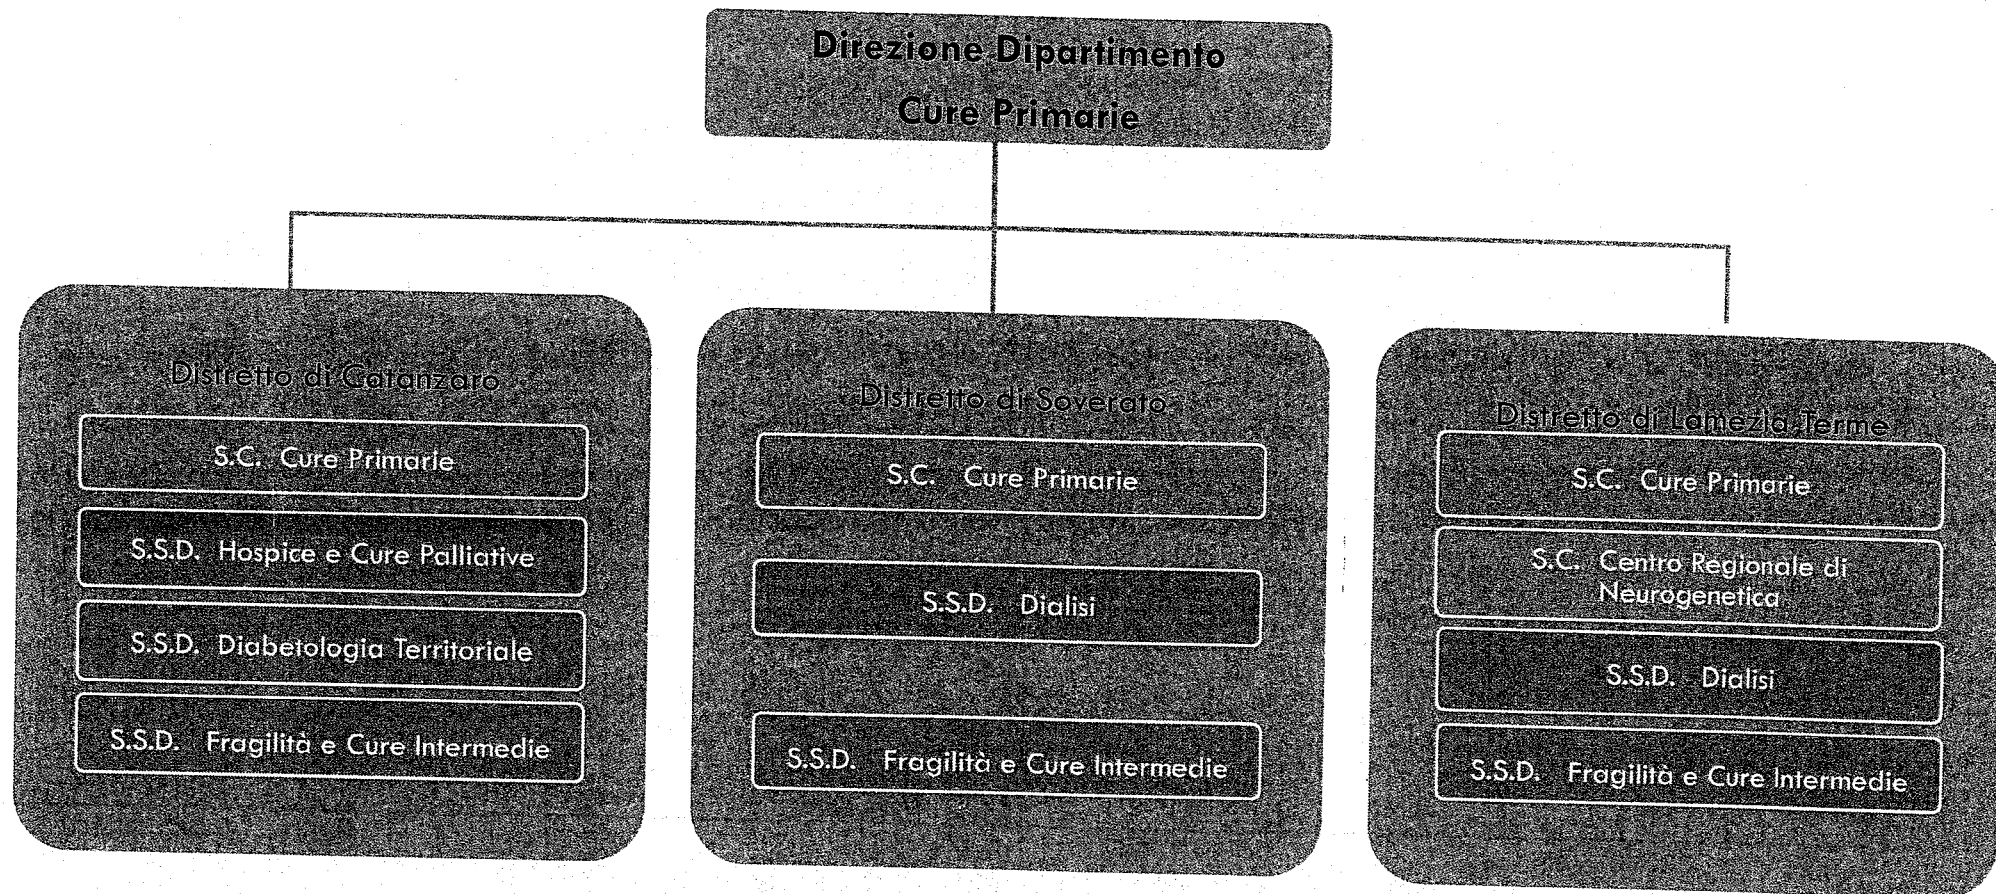 Direzione Dipartimento
Cure Primarie
Distretto di Catanzaro
S.C. Cure Primarie
S.S.D. Hospice e Cure Palliative
S.S.D. Diabetologia Territoriale
S.S.D. Fragilità e Cure Intermedie
Distretto di Soverato
S.C. Cure Primarie
S.S.D. Dialisi
S.S.D. Fragilità e Cure Intermedie
Distretto di Lamezia Terme
S.C. Cure Primarie
S.C. Centro Regionale di
Neurogenetica
S.S.D. Dialisi
S.S.D. Fragilità e Cure Intermedie